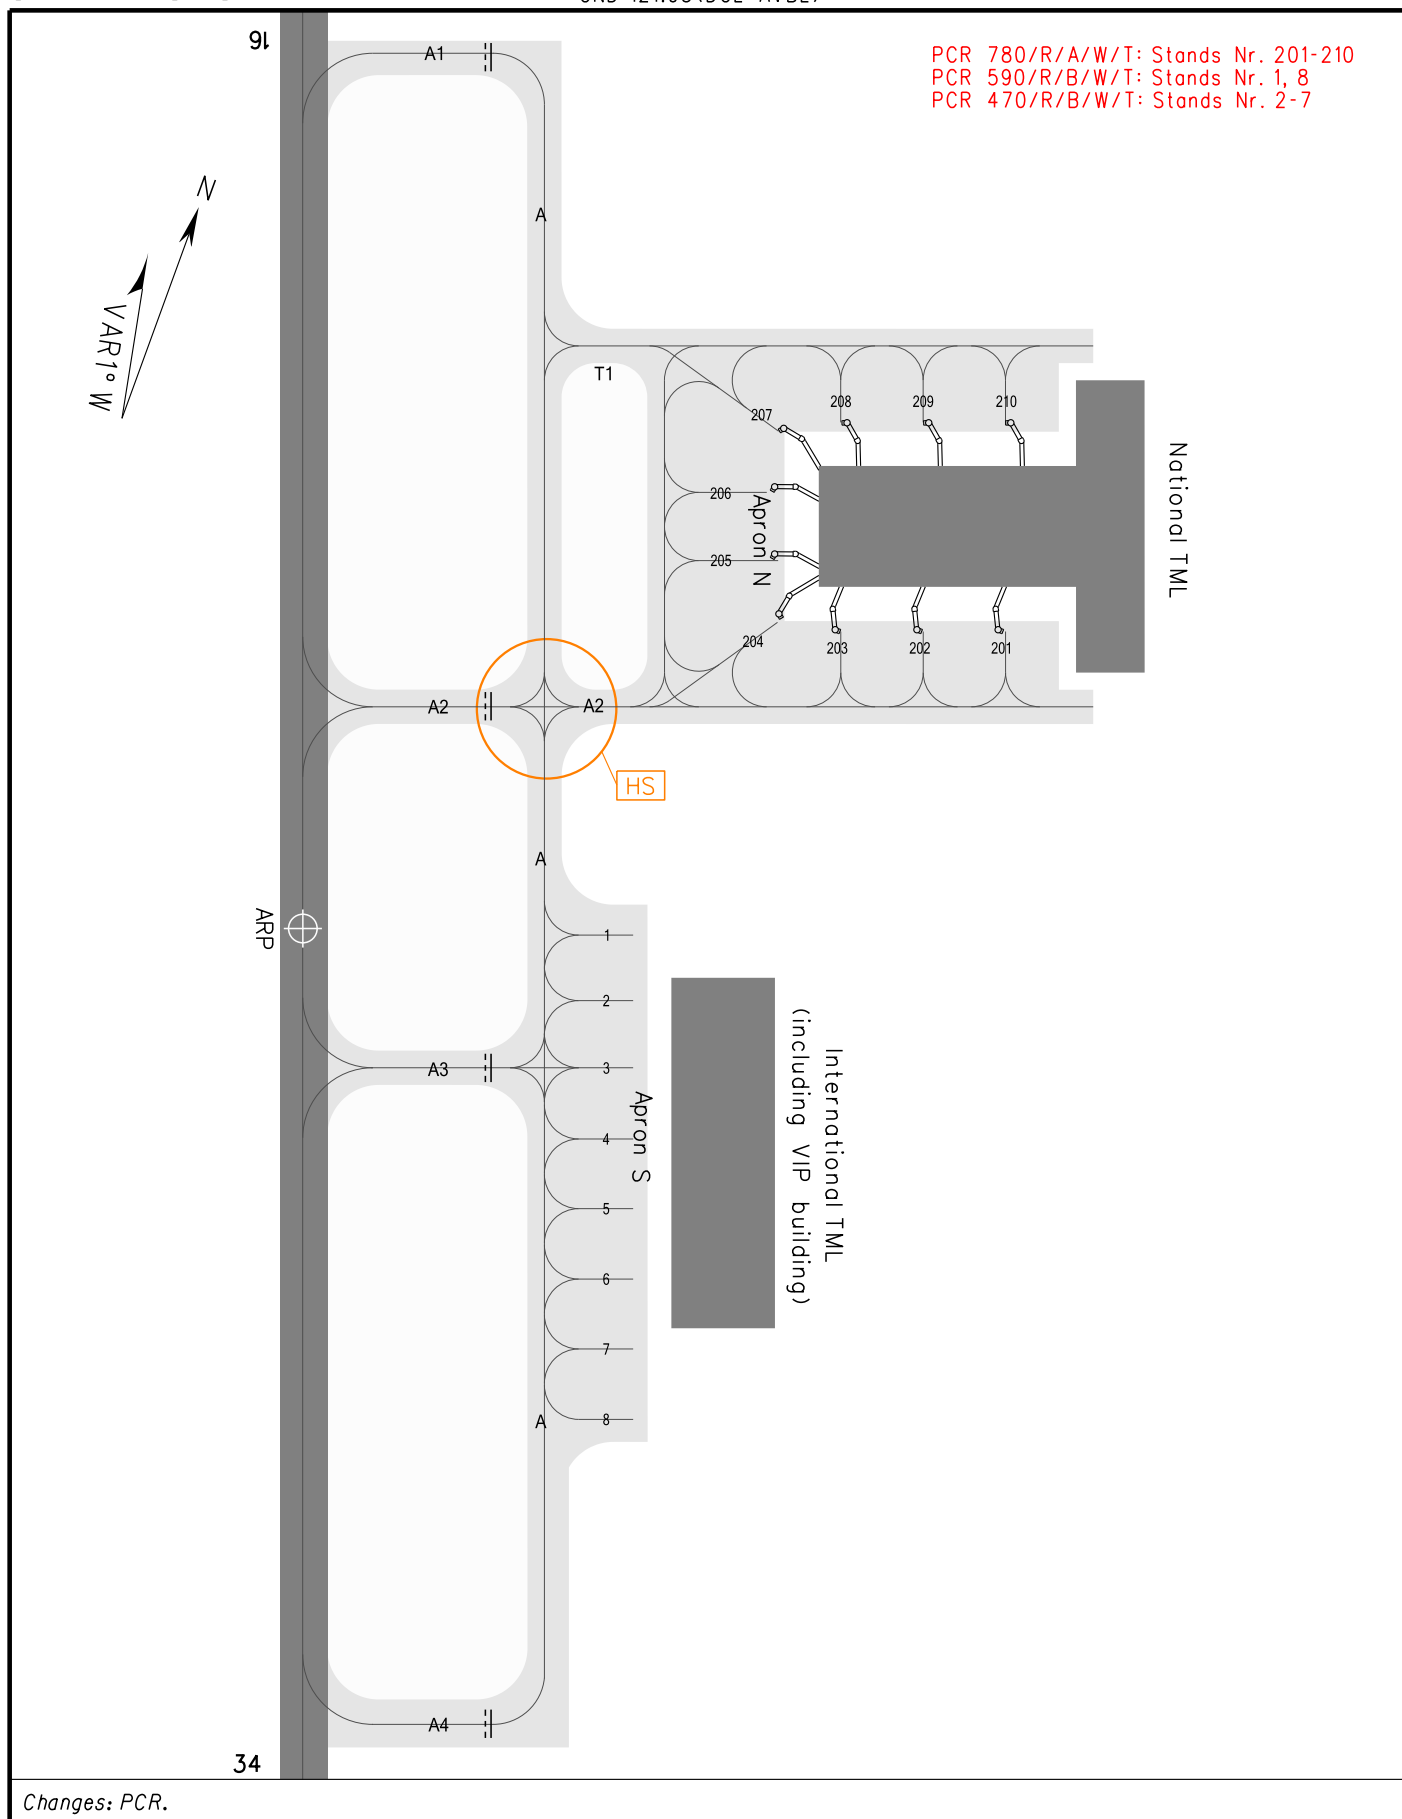 16
A1
PCR 780/R/A/W/T: Stands Nr. 201-210
PCR 590/R/B/W/T: Stands Nr. 1, 8
PCR 470/R/B/W/T: Stands Nr. 2-7
N
VAR1° W
A
T1
207
208
209
210
National TML
206
Apron N
205
204
203
202
201
A2
A2
HS
A
ARP
1
2
3
4
5
6
7
8
A3
Apron S
International TML
(including VIP building)
A
A4
34
Changes: PCR.